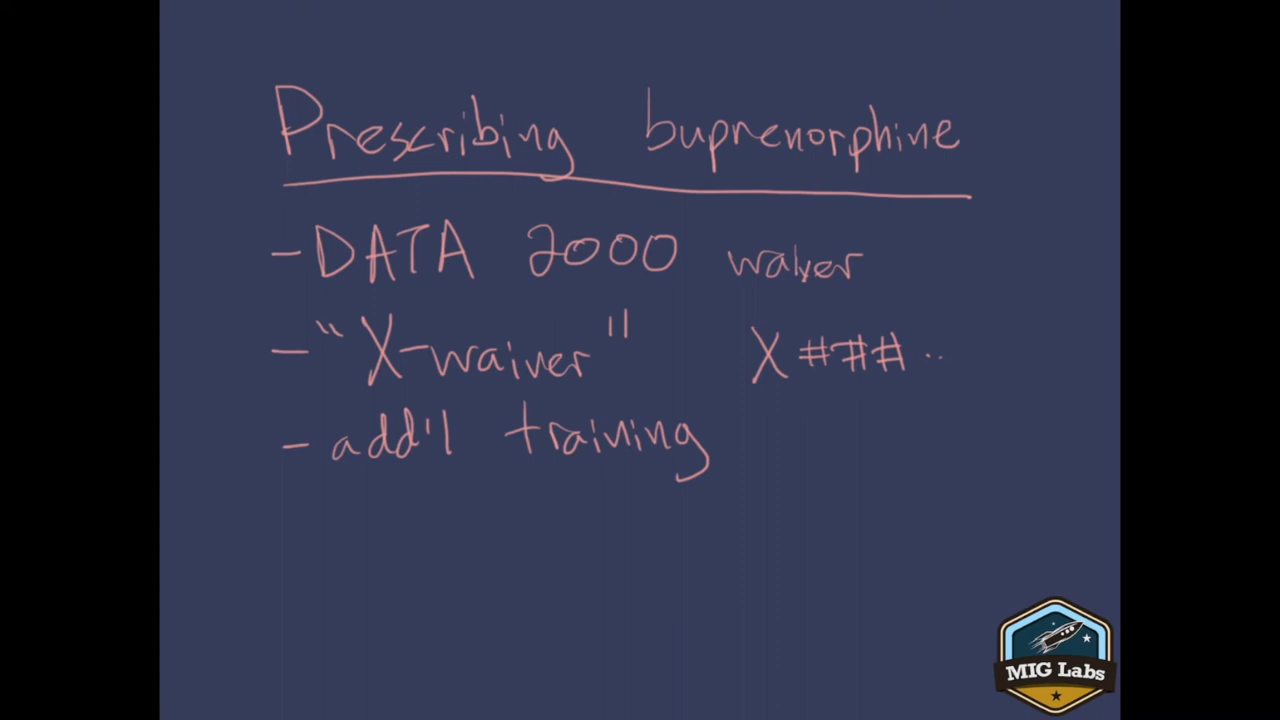 Prescribing buprenorphine
- DATA 2000 waiver
- "X-waiver" X###..
- add'l training
MIG Labs